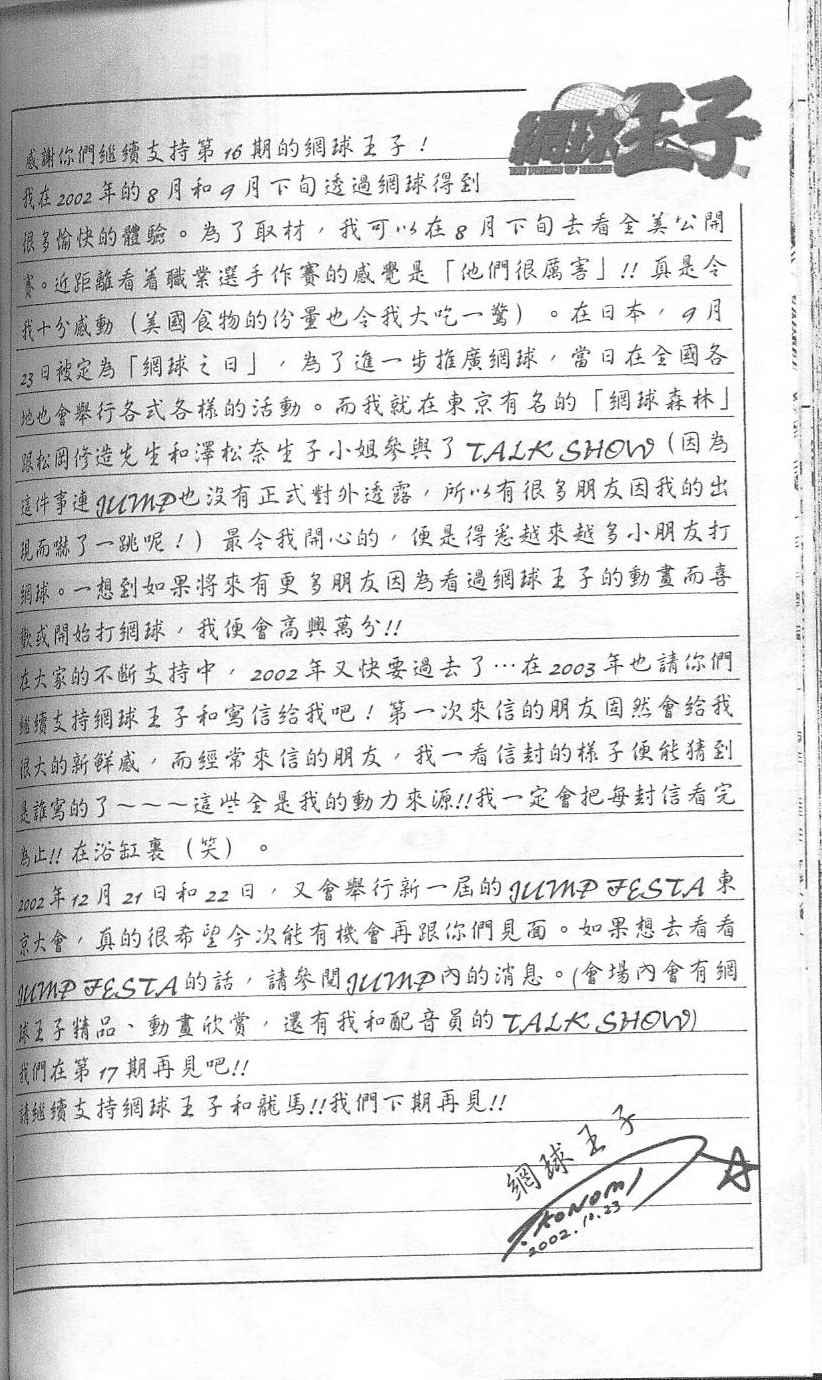 網球王子
THE PRINCE OF TENNIS
感謝你們繼續支持第16期的網球王子！
我在2002年的8月和9月下旬透過網球得到
很多愉快的體驗。為了取材，我可以在8月下旬去看全美公開
賽。近距離看着職業選手作賽的感覺是「他們很厲害」!! 真是令
我十分感動（美國食物的份量也令我大吃一驚）。在日本，9月
23日被定為「網球之日」，為了進一步推廣網球，當日在全國各
地也會舉行各式各樣的活動。而我就在東京有名的「網球森林」
跟松岡修造先生和澤松奈生子小姐參與了TALK SHOW（因為
這件事連JUMP也沒有正式對外透露，所以有很多朋友因我的出
現而嚇了一跳呢！）最令我開心的，便是得悉越來越多小朋友打
網球。一想到如果將來有更多朋友因為看過網球王子的動畫而喜
歡或開始打網球，我便會高興萬分!!
在大家的不斷支持中，2002年又快要過去了…在2003年也請你們
繼續支持網球王子和寫信給我吧！第一次來信的朋友固然會給我
很大的新鮮感，而經常來信的朋友，我一看信封的樣子便能猜到
是誰寫的了～～～這些全是我的動力來源!!我一定會把每封信看完
為止!! 在浴缸裏（笑）。
2002年12月21日和22日，又會舉行新一屆的JUMP FESTA東
京大會，真的很希望今次能有機會再跟你們見面。如果想去看看
JUMP FESTA的話，請參閱JUMP內的消息。(會場內會有網
球王子精品、動畫欣賞，還有我和配音員的TALK SHOW)
我們在第17期再見吧!!
請繼續支持網球王子和龍馬!!我們下期再見!!
網球王子
KONOMI
2002.10.23